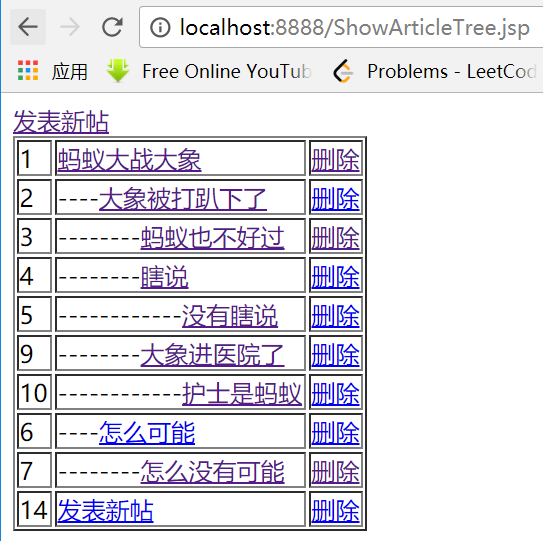 localhost:8888/ShowArticleTree.jsp
应用 Free Online YouTub Problems - LeetCod
发表新帖
1 蚂蚁大战大象 删除
2 ----大象被打趴下了 删除
3 --------蚂蚁也不好过 删除
4 --------瞎说 删除
5 ------------没有瞎说 删除
9 --------大象进医院了 删除
10 ------------护士是蚂蚁 删除
6 ----怎么可能 删除
7 --------怎么没有可能 删除
14 发表新帖 删除